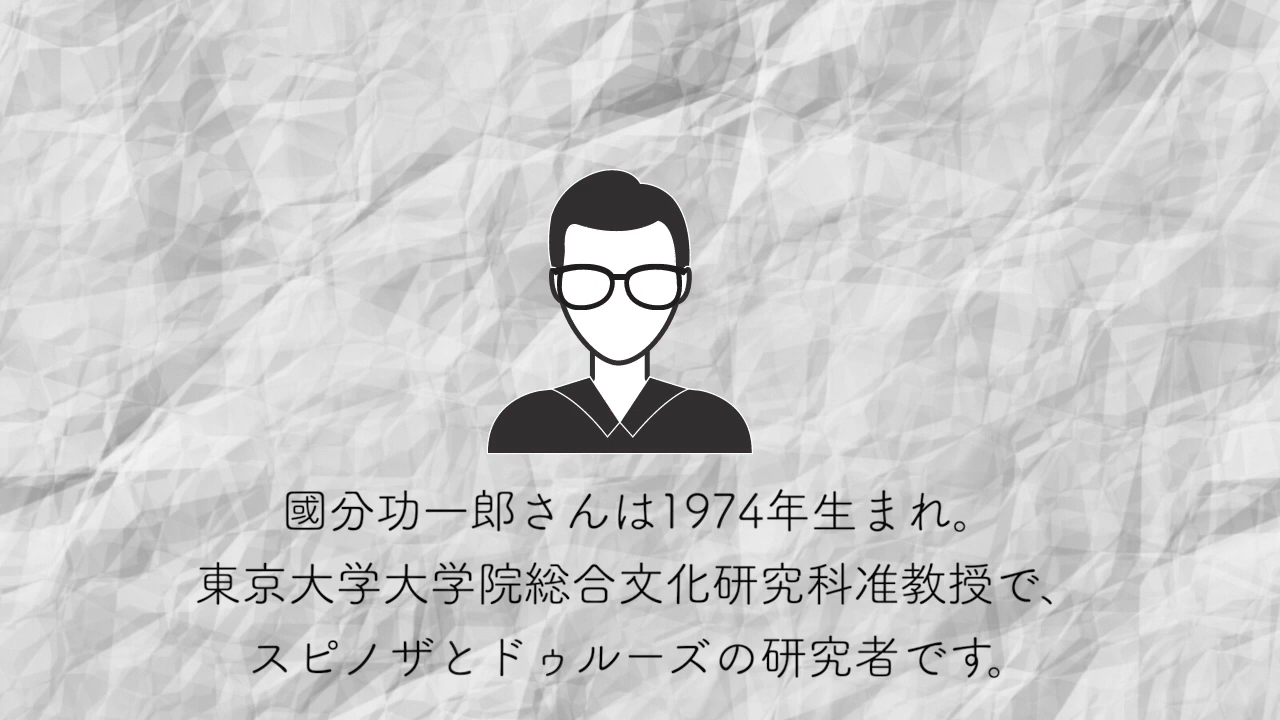 國分功一郎さんは1974年生まれ。
東京大学大学院総合文化研究科准教授で、
スピノザとドゥルーズの研究者です。